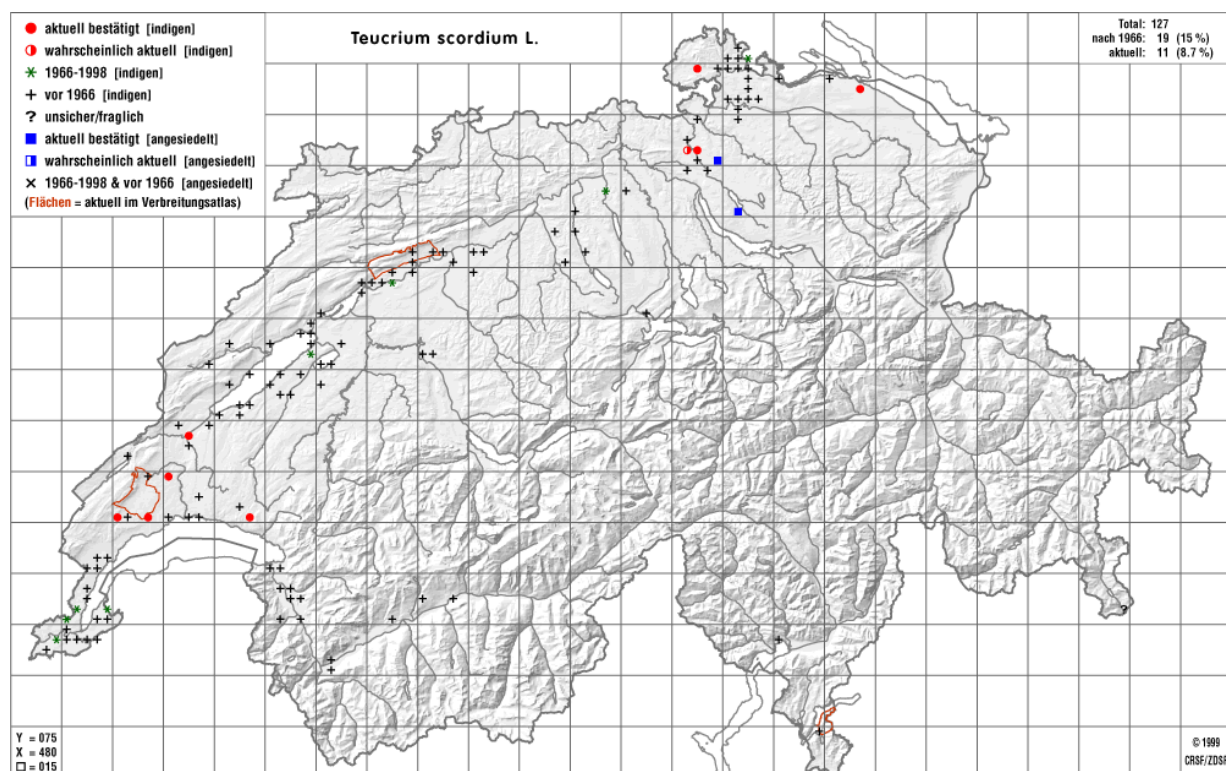 aktuell bestätigt [indigen]
wahrscheinlich aktuell [indigen]
1966-1998 [indigen]
vor 1966 [indigen]
? unsicher/fraglich
aktuell bestätigt [angesiedelt]
wahrscheinlich aktuell [angesiedelt]
1966-1998 & vor 1966 [angesiedelt]
(Flächen = aktuell im Verbreitungsatlas)
Teucrium scordium L.
Total: 127
nach 1966: 19 (15 %)
aktuell: 11 (8.7 %)
?
Y = 075
X = 480
□ = 015
© 1999
CRSF/ZDSF